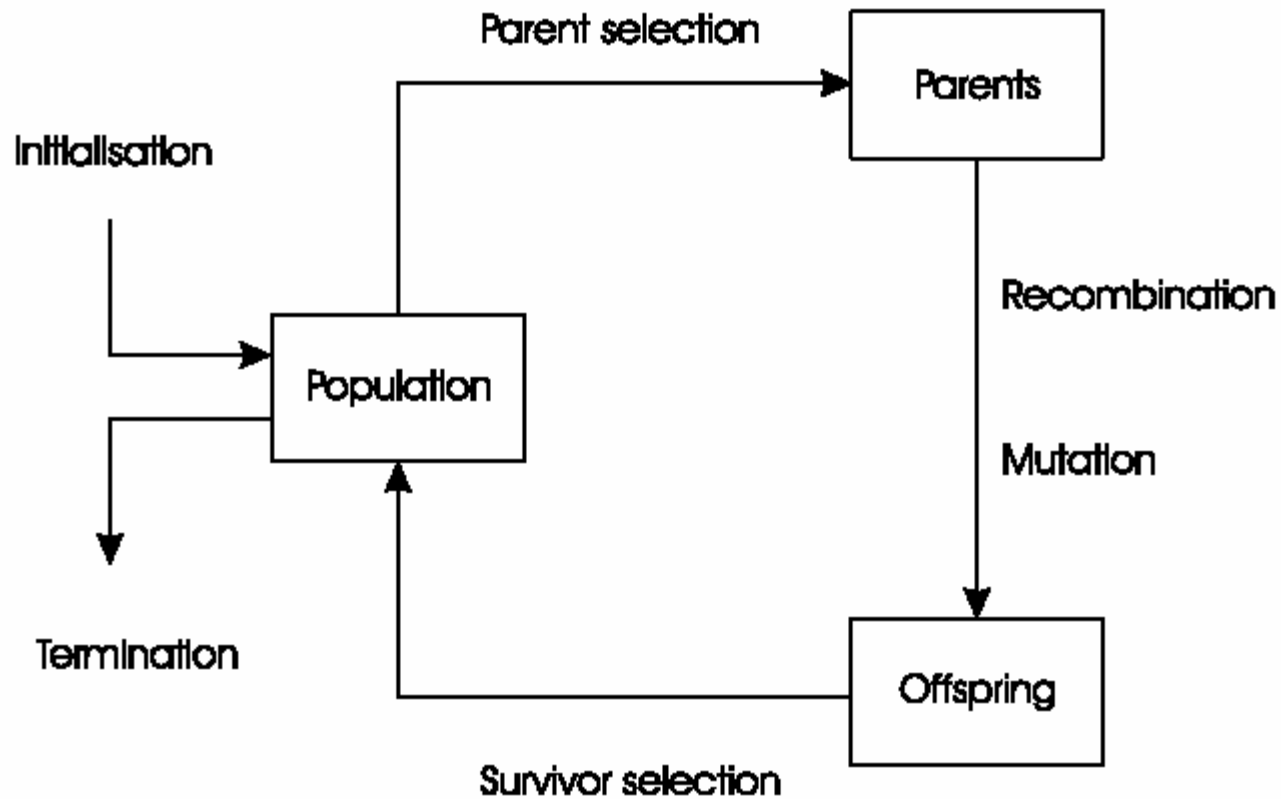 Parent selection
Parents
Initialisation
Recombination
Population
Mutation
Termination
Offspring
Survivor selection